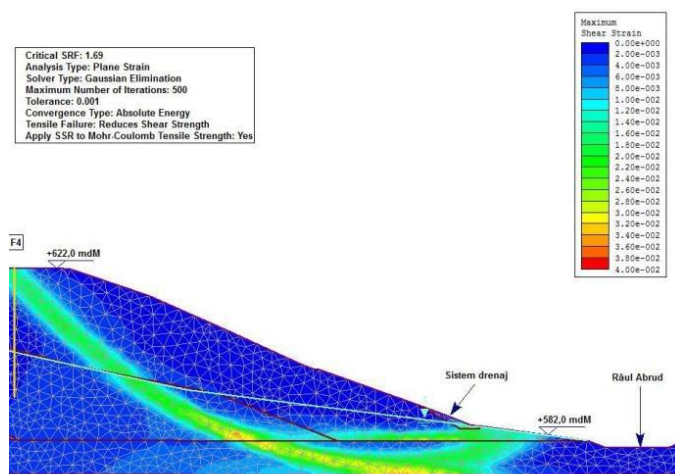 Critical SRF: 1.69
Analysis Type: Plane Strain
Solver Type: Gaussian Elimination
Maximum Number of Iterations: 500
Tolerance: 0.001
Convergence Type: Absolute Energy
Tensile Failure: Reduces Shear Strength
Apply SSR to Mohr-Coulomb Tensile Strength: Yes
Maximum
Shear Strain
0.00e+000
2.00e-003
4.00e-003
6.00e-003
8.00e-003
1.00e-002
1.20e-002
1.40e-002
1.60e-002
1.80e-002
2.00e-002
2.20e-002
2.40e-002
2.60e-002
2.80e-002
3.00e-002
3.20e-002
3.40e-002
3.60e-002
3.80e-002
4.00e-002
F4
+622,0 mdM
Sistem drenaj
Râul Abrud
+582,0 mdM